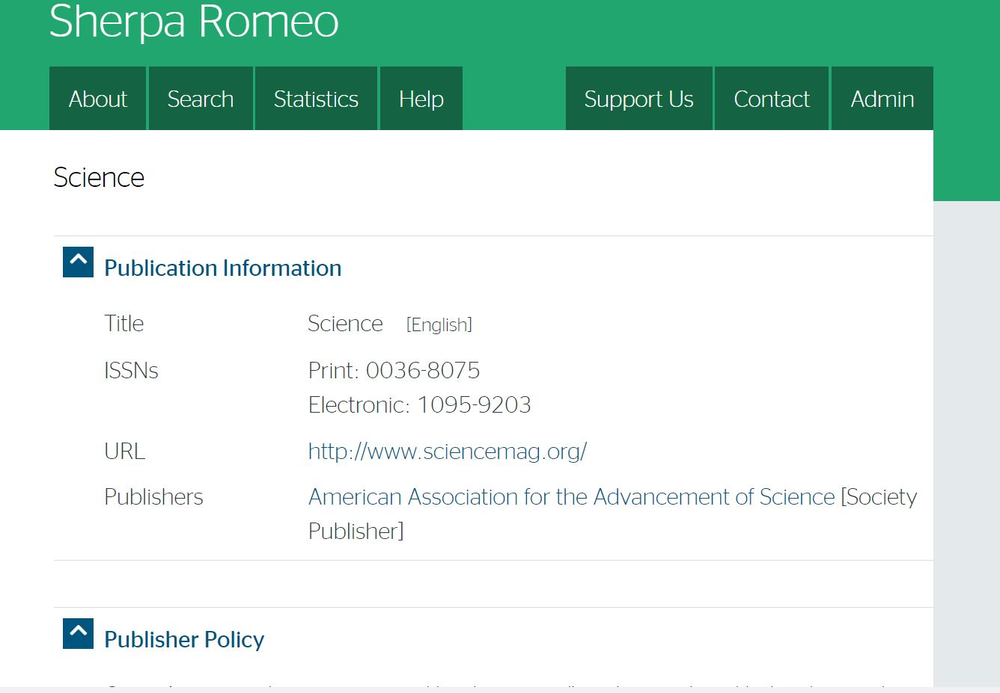 Sherpa Romeo
About Search Statistics Help Support Us Contact Admin
Science
Publication Information
Title Science [English]
ISSNs Print: 0036-8075
Electronic: 1095-9203
URL http://www.sciencemag.org/
Publishers American Association for the Advancement of Science [Society
Publisher]
Publisher Policy